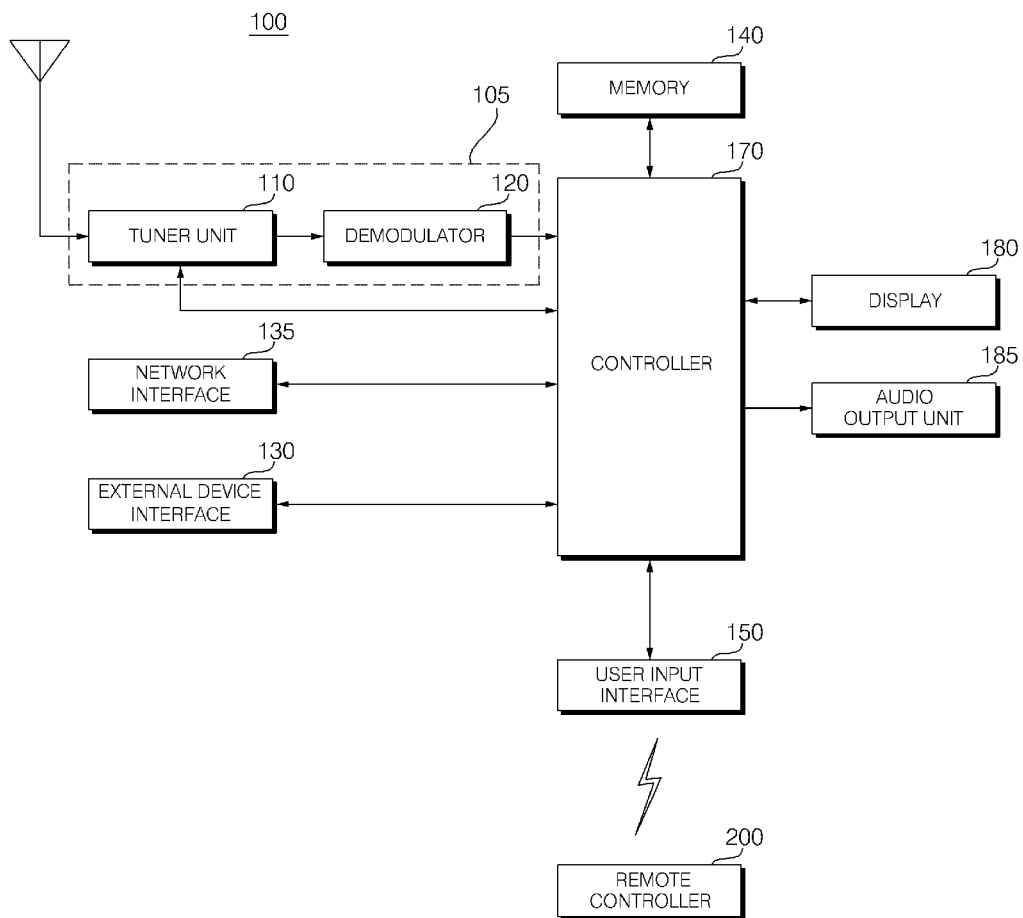 100
140
MEMORY
105
170
110
120
TUNER UNIT
DEMODULATOR
180
DISPLAY
135
NETWORK
INTERFACE
CONTROLLER
185
AUDIO
OUTPUT UNIT
130
EXTERNAL DEVICE
INTERFACE
150
USER INPUT
INTERFACE
200
REMOTE
CONTROLLER